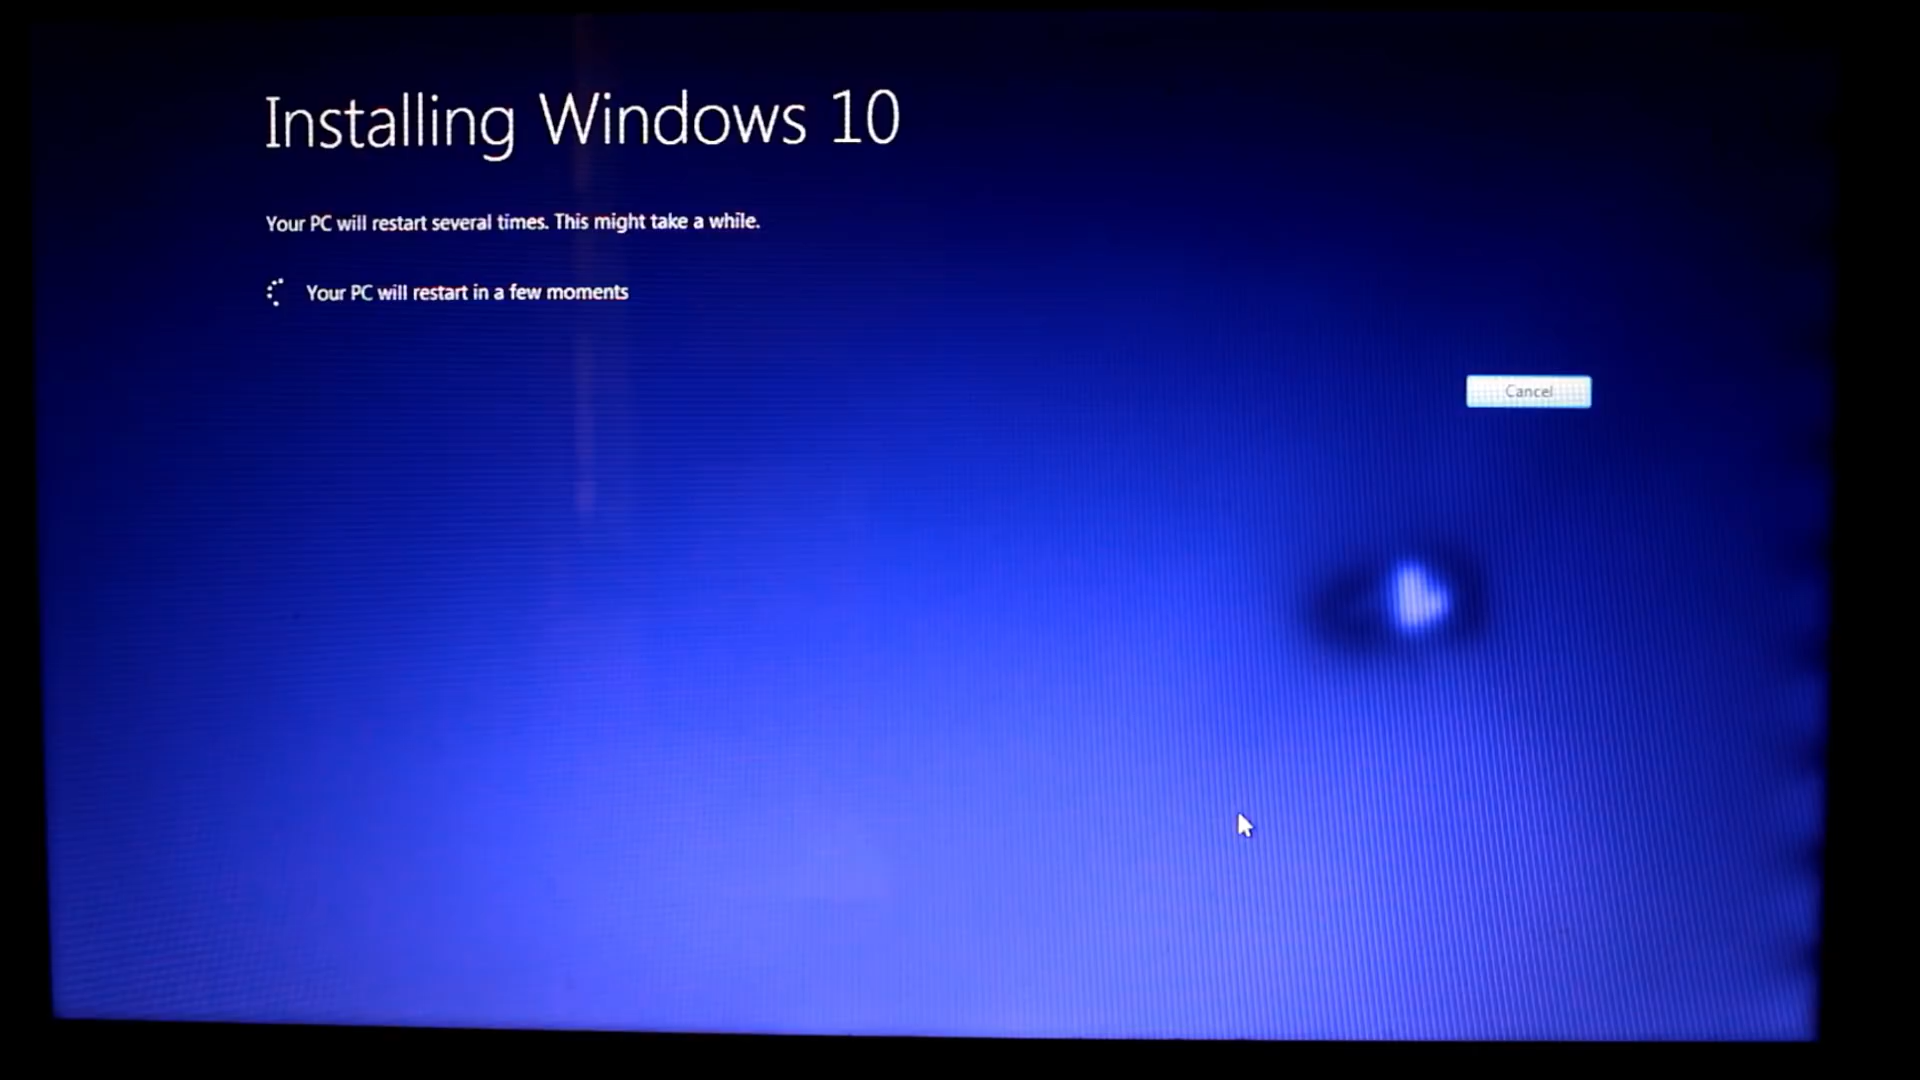 Installing Windows 10
Your PC will restart several times. This might take a while.
Your PC will restart in a few moments
Cancel